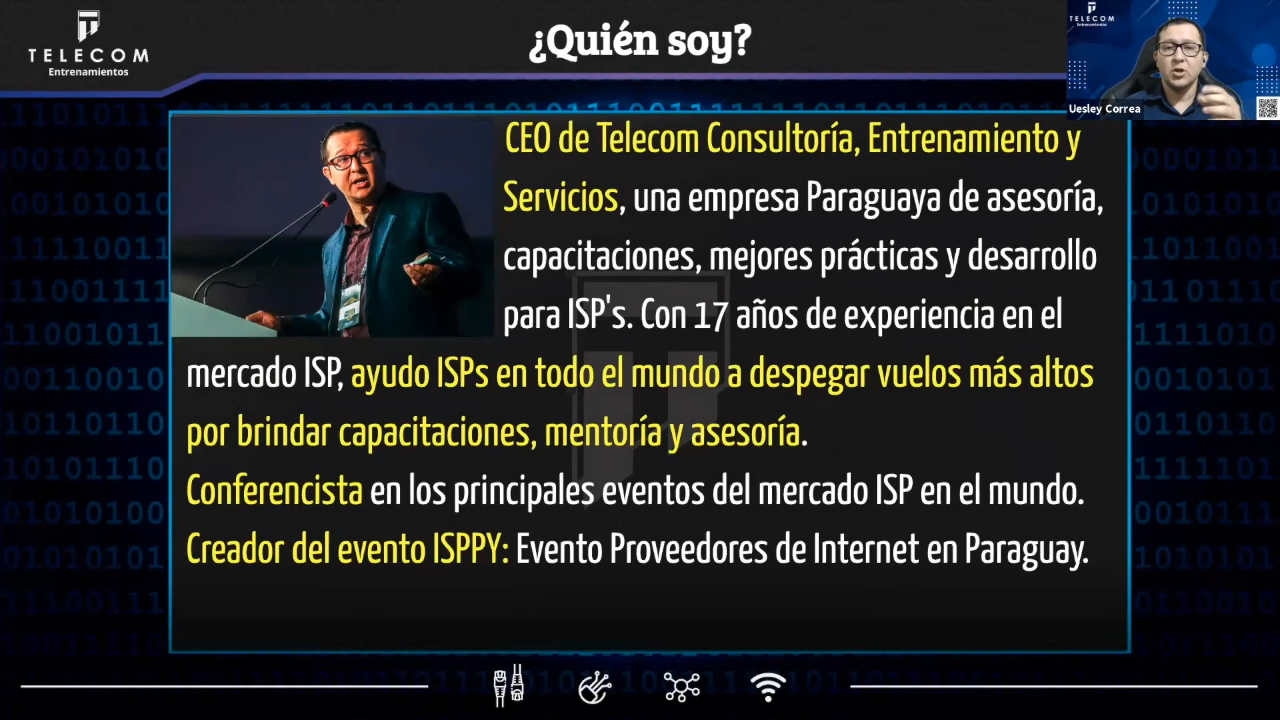 TELECOM
Entrenamientos
¿Quién soy?
TELECOM
Entrenamientos
Uesley Correa
CEO de Telecom Consultoría, Entrenamiento y
Servicios, una empresa Paraguaya de asesoría,
capacitaciones, mejores prácticas y desarrollo
para ISP's. Con 17 años de experiencia en el
mercado ISP, ayudo ISPs en todo el mundo a despegar vuelos más altos
por brindar capacitaciones, mentoría y asesoría.
Conferencista en los principales eventos del mercado ISP en el mundo.
Creador del evento ISPPY: Evento Proveedores de Internet en Paraguay.